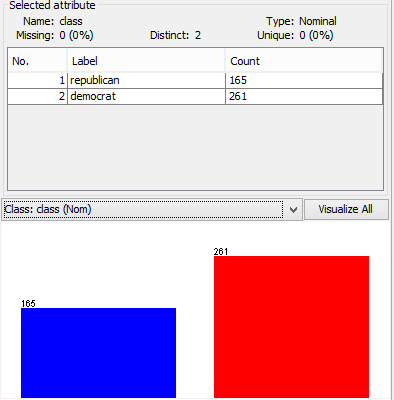 Selected attribute
Name: class Type: Nominal
Missing: 0 (0%) Distinct: 2 Unique: 0 (0%)
No. Label Count
1 republican 165
2 democrat 261
Class: class (Nom) Visualize All
261
165